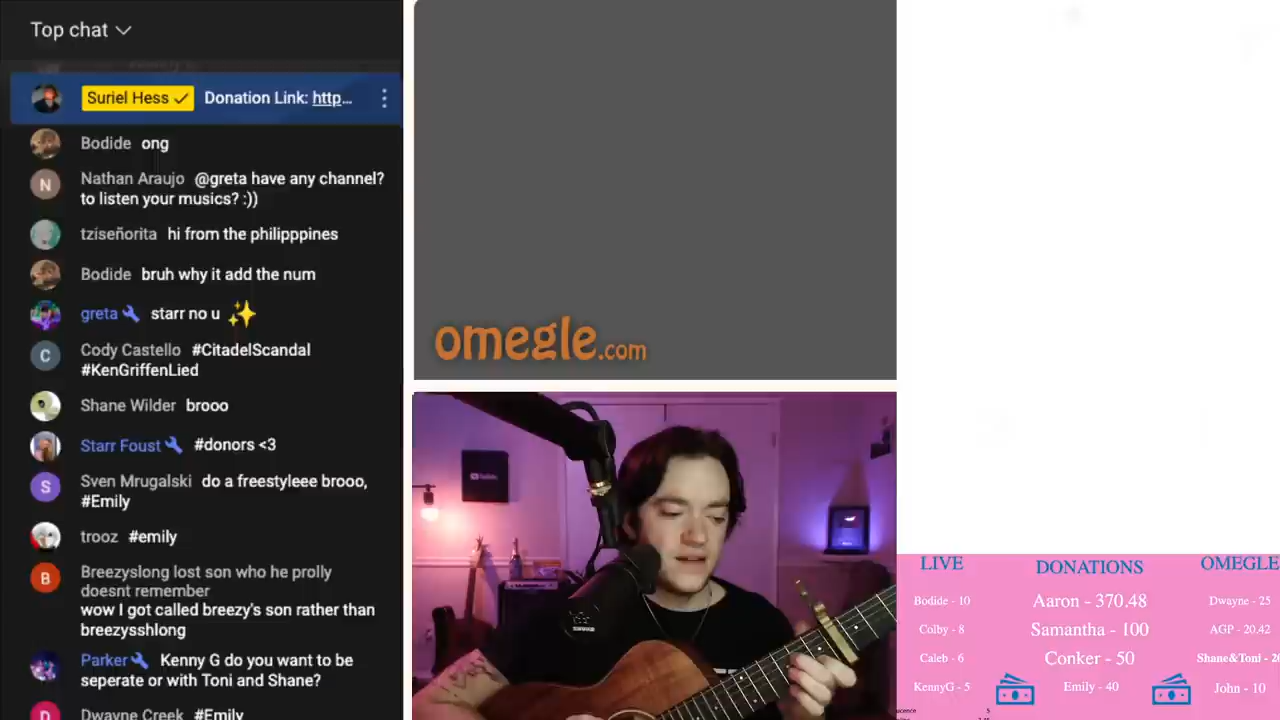 Top chat
Suriel Hess Donation Link: http...
Bodide ong
N Nathan Araujo @greta have any channel?
to listen your musics? :))
tziseñorita hi from the philipppines
Bodide bruh why it add the num
greta starr no u ✨
C Cody Castello #CitadelScandal
#KenGriffenLied
Shane Wilder brooo
Starr Foust #donors <3
S Sven Mrugalski do a freestyleee brooo,
#Emily
trooz #emily
B Breezyslong lost son who he prolly
doesnt remember
wow I got called breezy's son rather than
breezysshlong
Parker Kenny G do you want to be
seperate or with Toni and Shane?
D Dwayne Creek #Emily
omegle.com
YouTube
SHURE
LIVE
Bodide - 10
Colby - 8
Caleb - 6
KennyG - 5
DONATIONS
Aaron - 370.48
Samantha - 100
Conker - 50
Emily - 40
OMEGLE
Dwayne - 25
AGP - 20.42
Shane&Toni - 20
John - 10